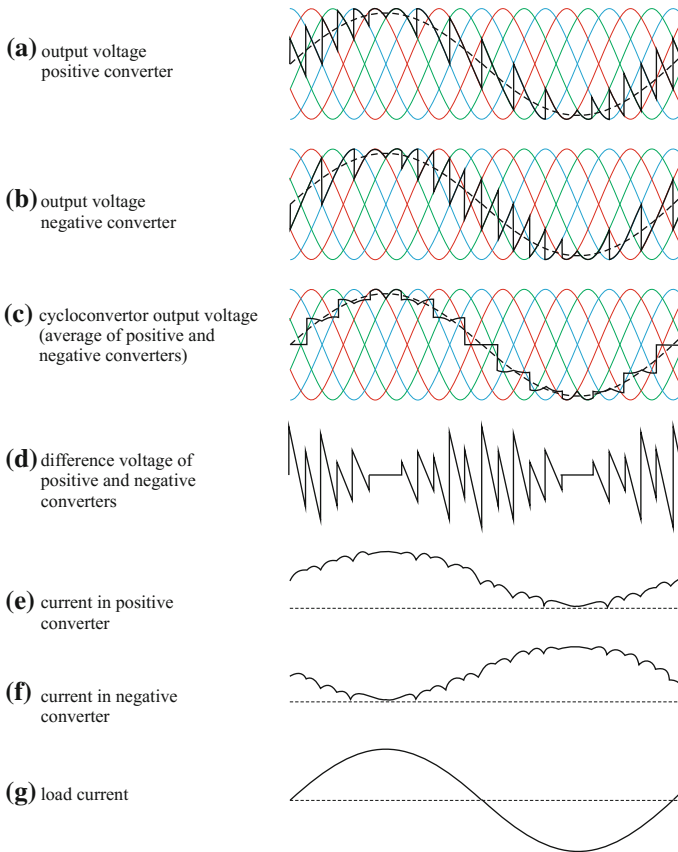 (a) output voltage
positive converter
(b) output voltage
negative converter
(c) cycloconvertor output voltage
(average of positive and
negative converters)
(d) difference voltage of
positive and negative
converters
(e) current in positive
converter
(f) current in negative
converter
(g) load current